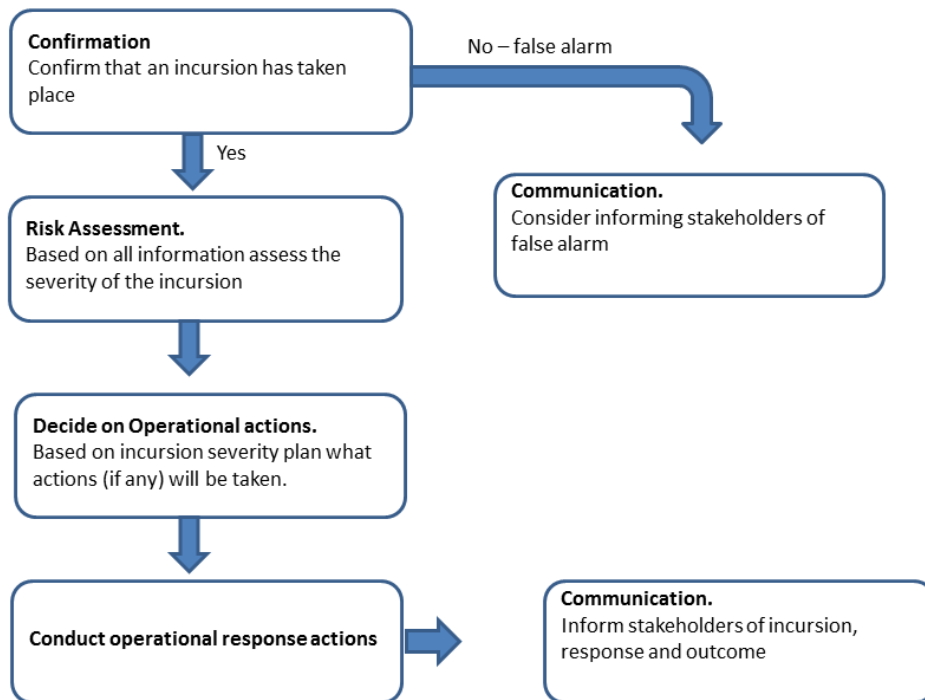 Confirmation
Confirm that an incursion has taken
place
No – false alarm
Yes
Communication.
Consider informing stakeholders of
false alarm
Risk Assessment.
Based on all information assess the
severity of the incursion
Decide on Operational actions.
Based on incursion severity plan what
actions (if any) will be taken.
Conduct operational response actions
Communication.
Inform stakeholders of incursion,
response and outcome